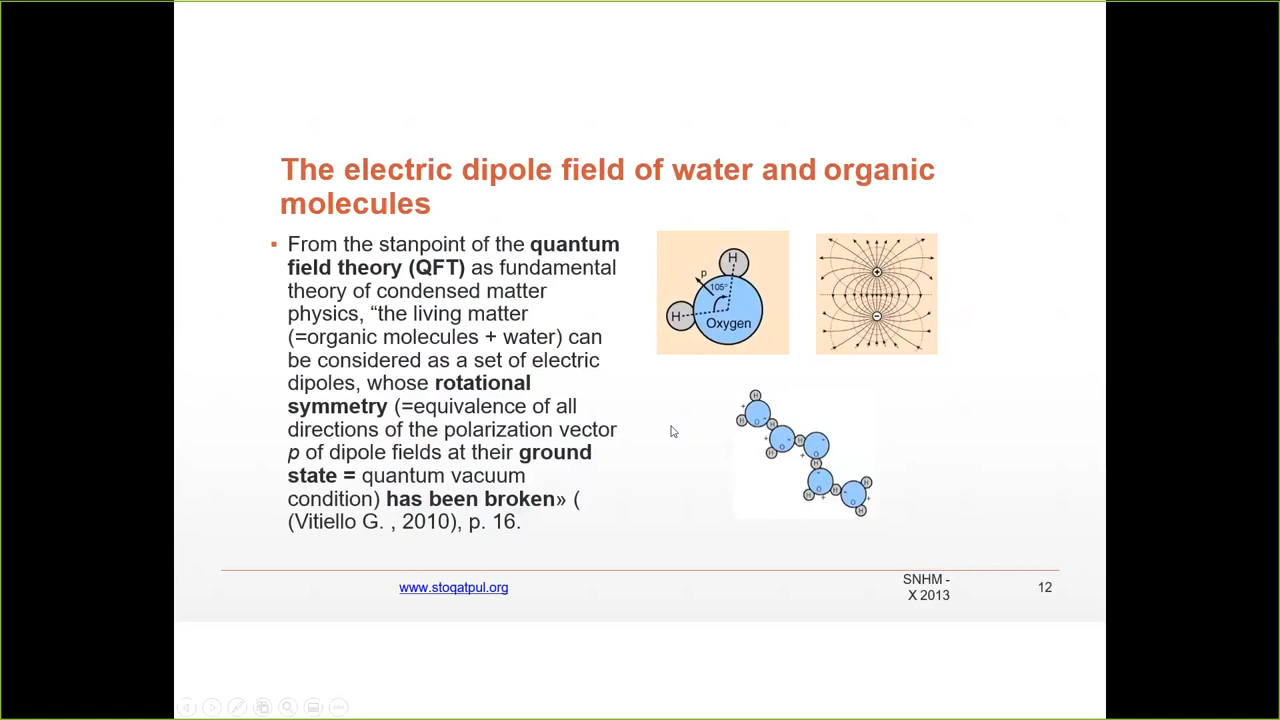 The electric dipole field of water and organic
molecules
▪ From the stanpoint of the quantum
field theory (QFT) as fundamental
theory of condensed matter
physics, “the living matter
(=organic molecules + water) can
be considered as a set of electric
dipoles, whose rotational
symmetry (=equivalence of all
directions of the polarization vector
p of dipole fields at their ground
state = quantum vacuum
condition) has been broken» (
(Vitiello G. , 2010), p. 16.
H
p
105°
H
Oxygen
+
−
www.stoqatpul.org
SNHM -
X 2013
12